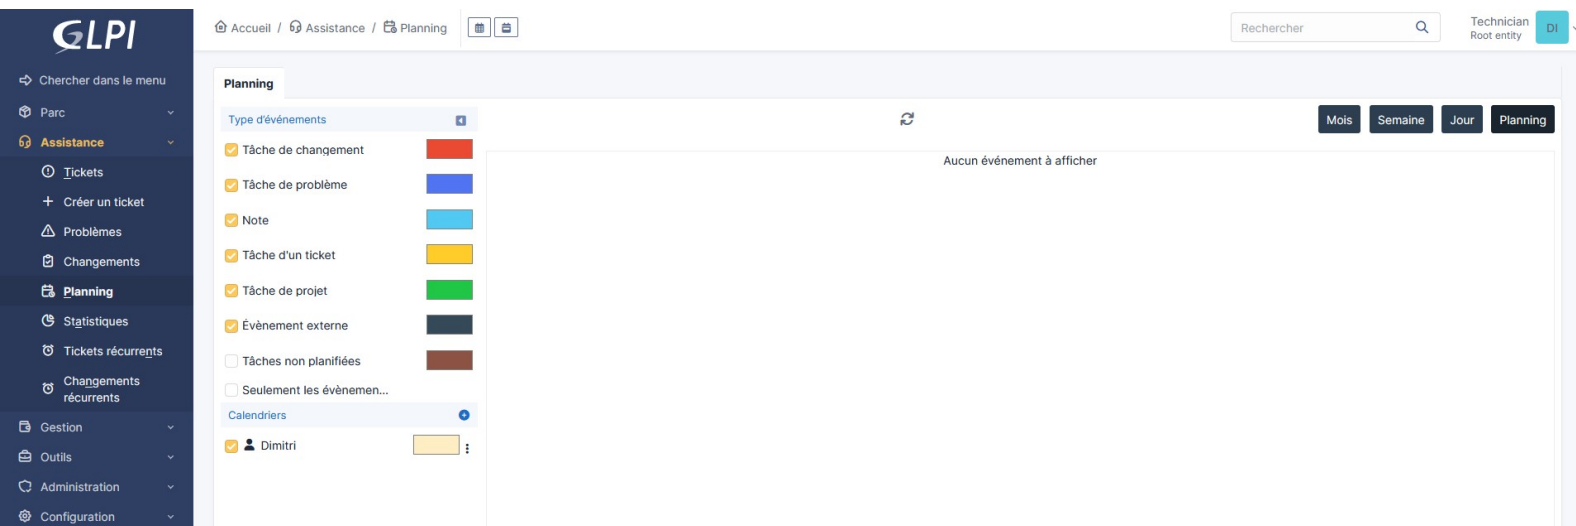 GLPI
Chercher dans le menu
Parc
Assistance
Tickets
Créer un ticket
Problèmes
Changements
Planning
Statistiques
Tickets récurrents
Changements
récurrents
Gestion
Outils
Administration
Configuration
Accueil / Assistance / Planning
Rechercher
Technician
Root entity
DI
Planning
Type d'événements
Tâche de changement
Tâche de problème
Note
Tâche d'un ticket
Tâche de projet
Évènement externe
Tâches non planifiées
Seulement les évènemen...
Calendriers
Dimitri
Mois Semaine Jour Planning
Aucun événement à afficher